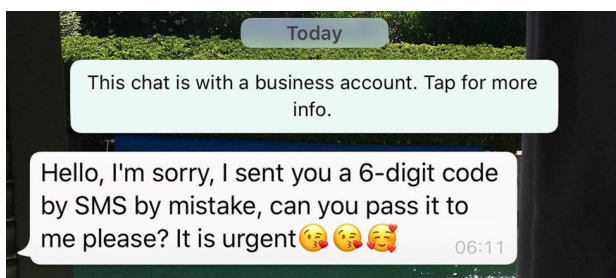 Today
This chat is with a business account. Tap for more
info.
Hello, I'm sorry, I sent you a 6-digit code
by SMS by mistake, can you pass it to
me please? It is urgent😘😘🥰
06:11